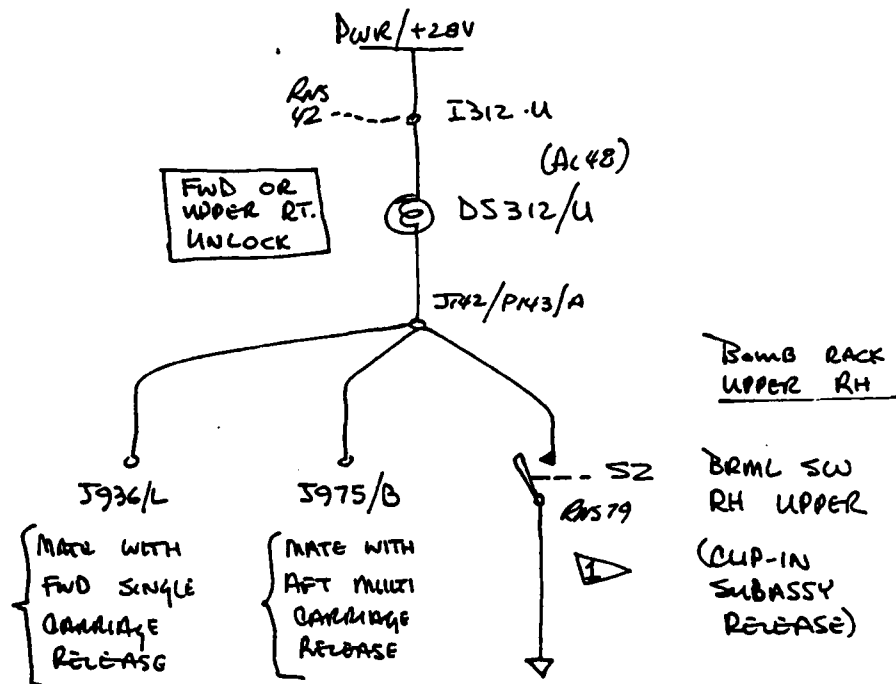 PWR/+28V
RNS
42
I312-U
(AC48)
FWD OR
UPPER RT.
UNLOCK
DS312/U
J142/P143/A
BOMB RACK
UPPER RH
J936/L
J975/B
S2
RNS79
BRML SW
RH UPPER
MATE WITH
FWD SINGLE
CARRIAGE
RELEASE
MATE WITH
AFT MULTI
CARRIAGE
RELEASE
1
(CLIP-IN
SUBASSY
RELEASE)